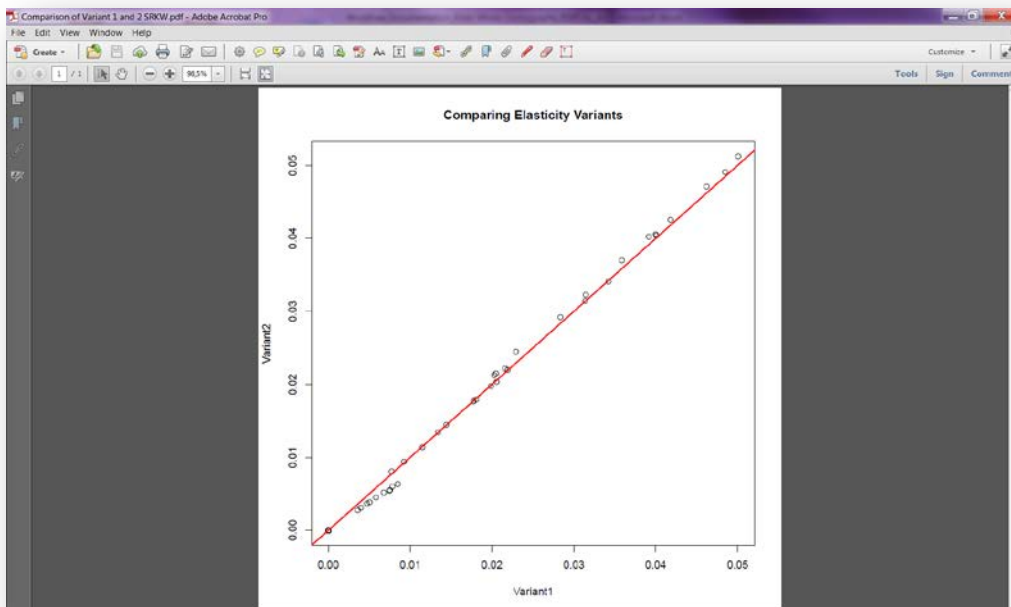 Comparison of Variant 1 and 2 SRKW.pdf - Adobe Acrobat Pro
File Edit View Window Help
Create
Customize
1 / 1
98,5%
Tools Sign Comment
Comparing Elasticity Variants
0.05
0.04
0.03
0.02
0.01
0.00
Variant2
0.00 0.01 0.02 0.03 0.04 0.05
Variant1